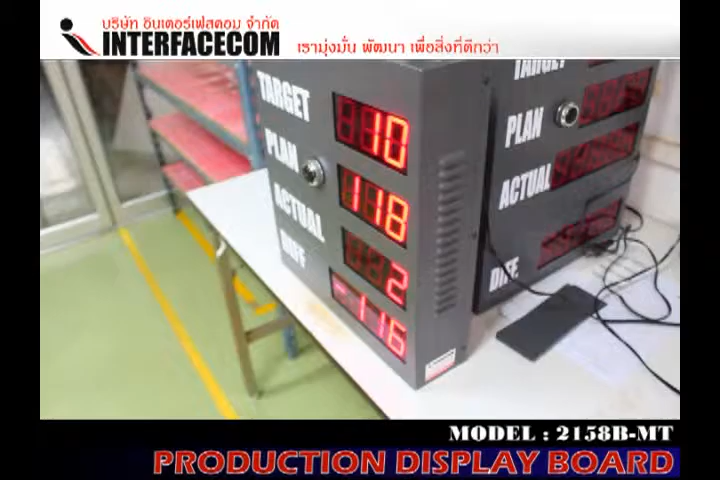 บริษัท อินเตอร์เฟสคอม จำกัด
INTERFACECOM
เรามุ่งมั่น พัฒนา เพื่อสิ่งที่ดีกว่า
TARGET 10
PLAN 118
ACTUAL 2
DIFF -116
TARGET
PLAN
ACTUAL
DIFF
MODEL : 2158B-MT
PRODUCTION DISPLAY BOARD